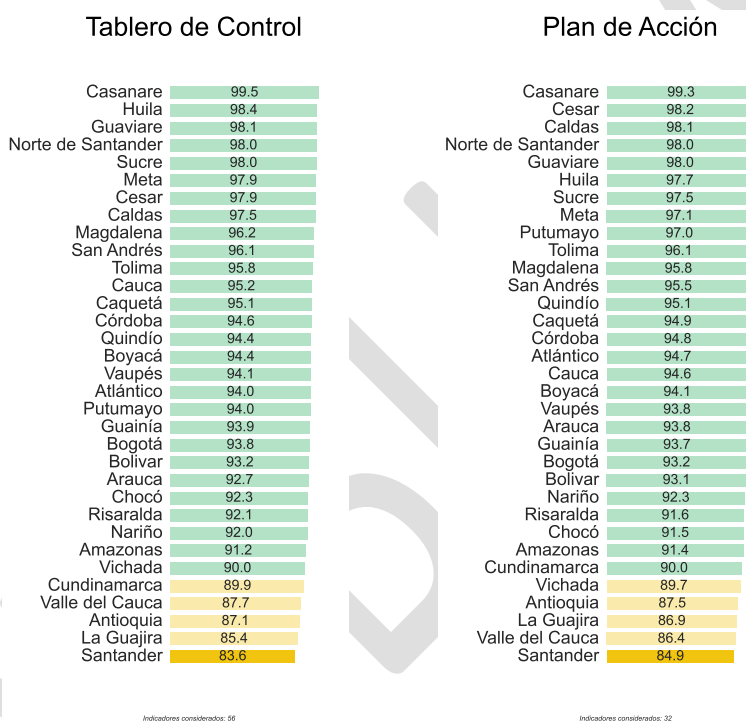 Tablero de Control
Casanare 99.5
Huila 98.4
Guaviare 98.1
Norte de Santander 98.0
Sucre 98.0
Meta 97.9
Cesar 97.9
Caldas 97.5
Magdalena 96.2
San Andrés 96.1
Tolima 95.8
Cauca 95.2
Caquetá 95.1
Córdoba 94.6
Quindío 94.4
Boyacá 94.4
Vaupés 94.1
Atlántico 94.0
Putumayo 94.0
Guainía 93.9
Bogotá 93.8
Bolivar 93.2
Arauca 92.7
Chocó 92.3
Risaralda 92.1
Nariño 92.0
Amazonas 91.2
Vichada 90.0
Cundinamarca 89.9
Valle del Cauca 87.7
Antioquia 87.1
La Guajira 85.4
Santander 83.6
Indicadores considerados: 56
Plan de Acción
Casanare 99.3
Cesar 98.2
Caldas 98.1
Norte de Santander 98.0
Guaviare 98.0
Huila 97.7
Sucre 97.5
Meta 97.1
Putumayo 97.0
Tolima 96.1
Magdalena 95.8
San Andrés 95.5
Quindío 95.1
Caquetá 94.9
Córdoba 94.8
Atlántico 94.7
Cauca 94.6
Boyacá 94.1
Vaupés 93.8
Arauca 93.8
Guainía 93.7
Bogotá 93.2
Bolivar 93.1
Nariño 92.3
Risaralda 91.6
Chocó 91.5
Amazonas 91.4
Cundinamarca 90.0
Vichada 89.7
Antioquia 87.5
La Guajira 86.9
Valle del Cauca 86.4
Santander 84.9
Indicadores considerados: 32